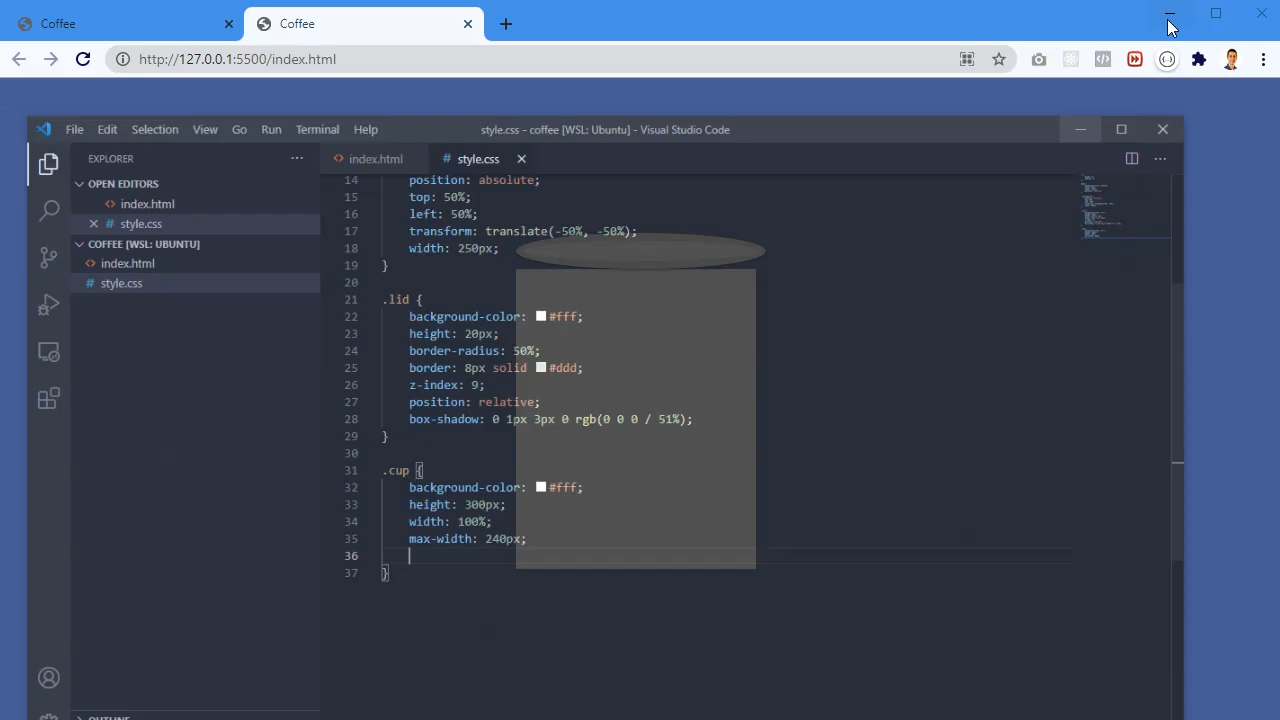 Coffee
Coffee
http://127.0.0.1:5500/index.html
File Edit Selection View Go Run Terminal Help
style.css - coffee [WSL: Ubuntu] - Visual Studio Code
EXPLORER
OPEN EDITORS
index.html
style.css
COFFEE [WSL: UBUNTU]
index.html
style.css
OUTLINE
index.html
style.css
14 position: absolute;
15 top: 50%;
16 left: 50%;
17 transform: translate(-50%, -50%);
18 width: 250px;
19 }
20
21 .lid {
22 background-color: #fff;
23 height: 20px;
24 border-radius: 50%;
25 border: 8px solid #ddd;
26 z-index: 9;
27 position: relative;
28 box-shadow: 0 1px 3px 0 rgb(0 0 0 / 51%);
29 }
30
31 .cup {
32 background-color: #fff;
33 height: 300px;
34 width: 100%;
35 max-width: 240px;
36
37 }